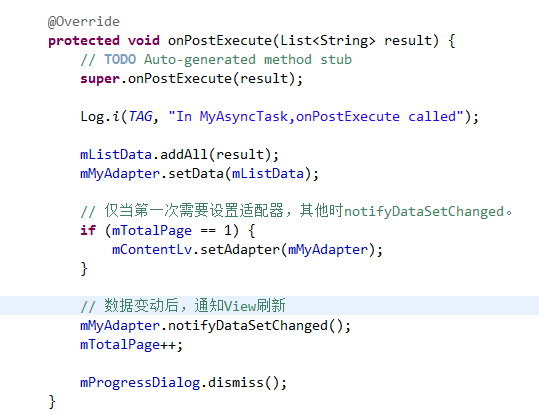 @Override
protected void onPostExecute(List<String> result) {
// TODO Auto-generated method stub
super.onPostExecute(result);
Log.i(TAG, "In MyAsyncTask,onPostExecute called");
mListData.addAll(result);
mMyAdapter.setData(mListData);
// 仅当第一次需要设置适配器，其他时notifyDataSetChanged。
if (mTotalPage == 1) {
mContentLv.setAdapter(mMyAdapter);
}
// 数据变动后，通知View刷新
mMyAdapter.notifyDataSetChanged();
mTotalPage++;
mProgressDialog.dismiss();
}